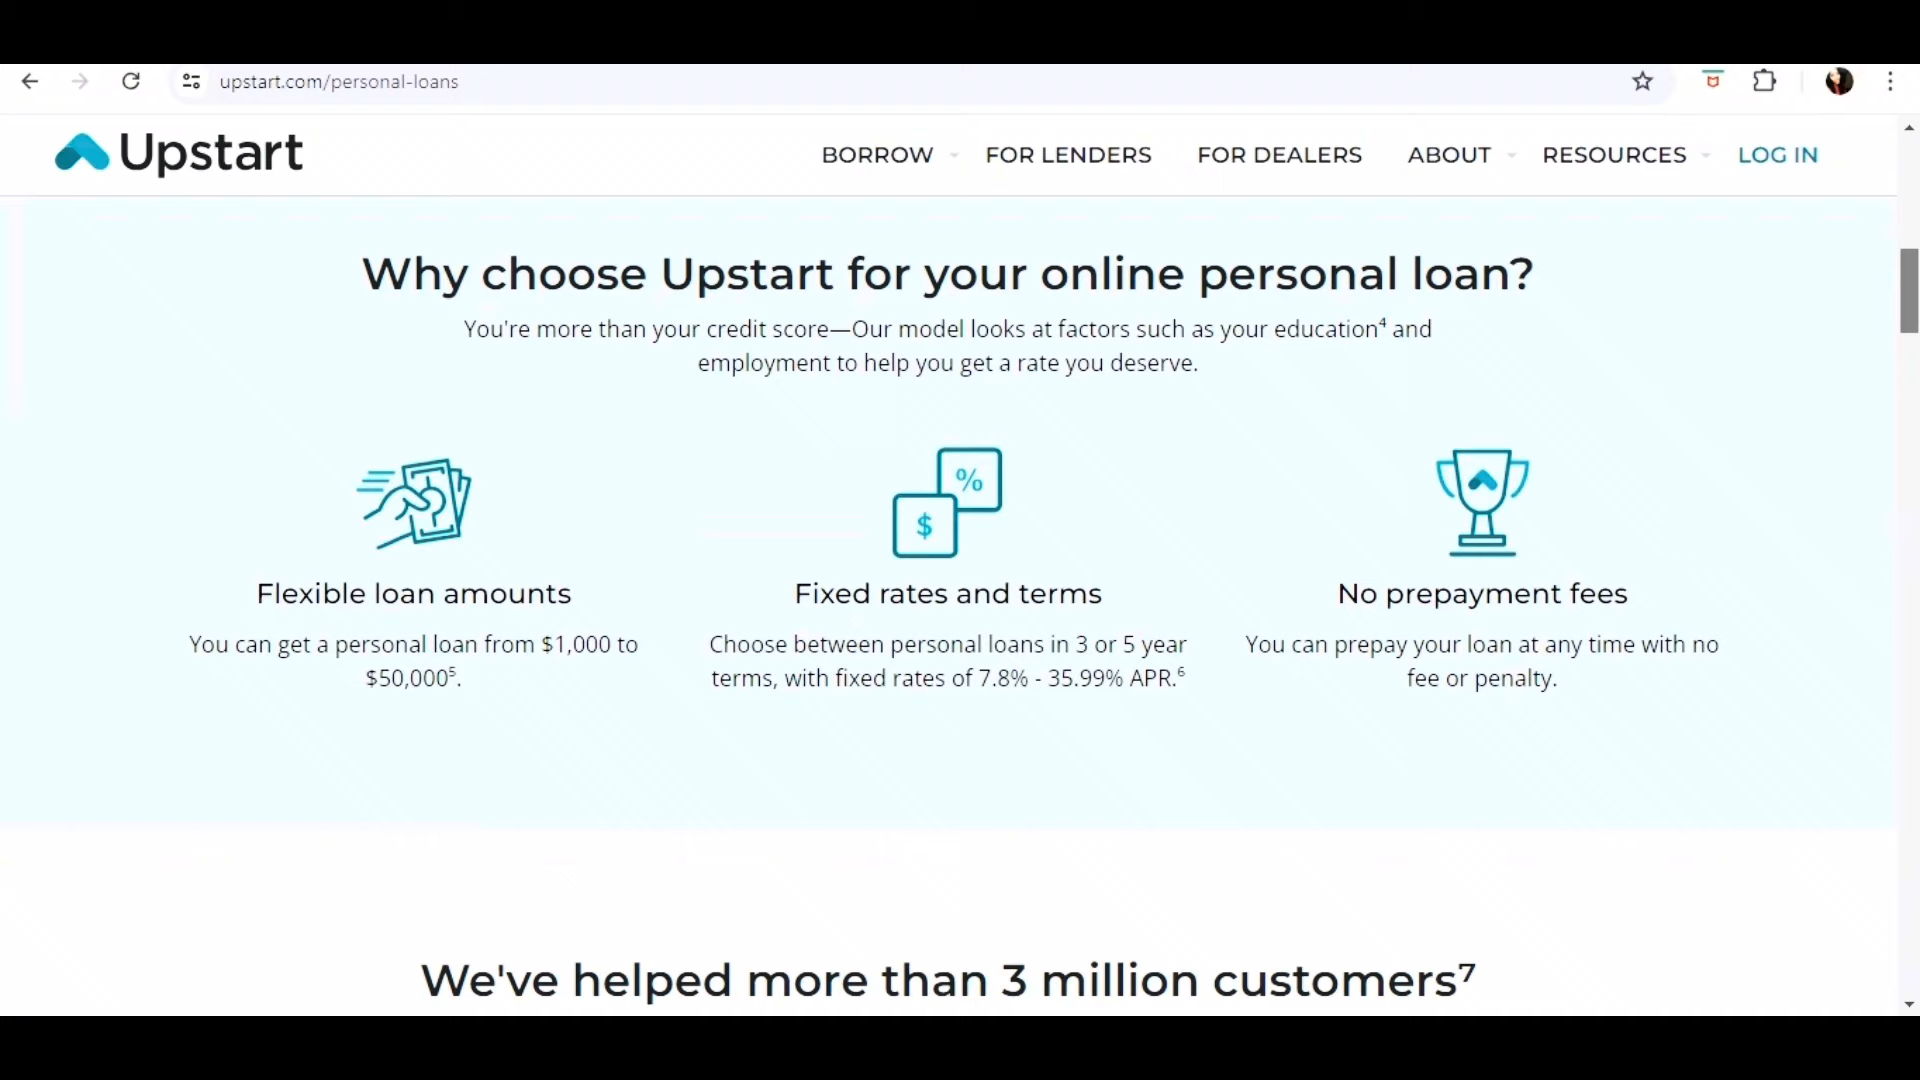 upstart.com/personal-loans
Upstart
BORROW FOR LENDERS FOR DEALERS ABOUT RESOURCES LOG IN
Why choose Upstart for your online personal loan?
You're more than your credit score—Our model looks at factors such as your education⁴ and
employment to help you get a rate you deserve.
%
$
Flexible loan amounts
You can get a personal loan from $1,000 to
$50,000⁵.
Fixed rates and terms
Choose between personal loans in 3 or 5 year
terms, with fixed rates of 7.8% - 35.99% APR.⁶
No prepayment fees
You can prepay your loan at any time with no
fee or penalty.
We've helped more than 3 million customers⁷